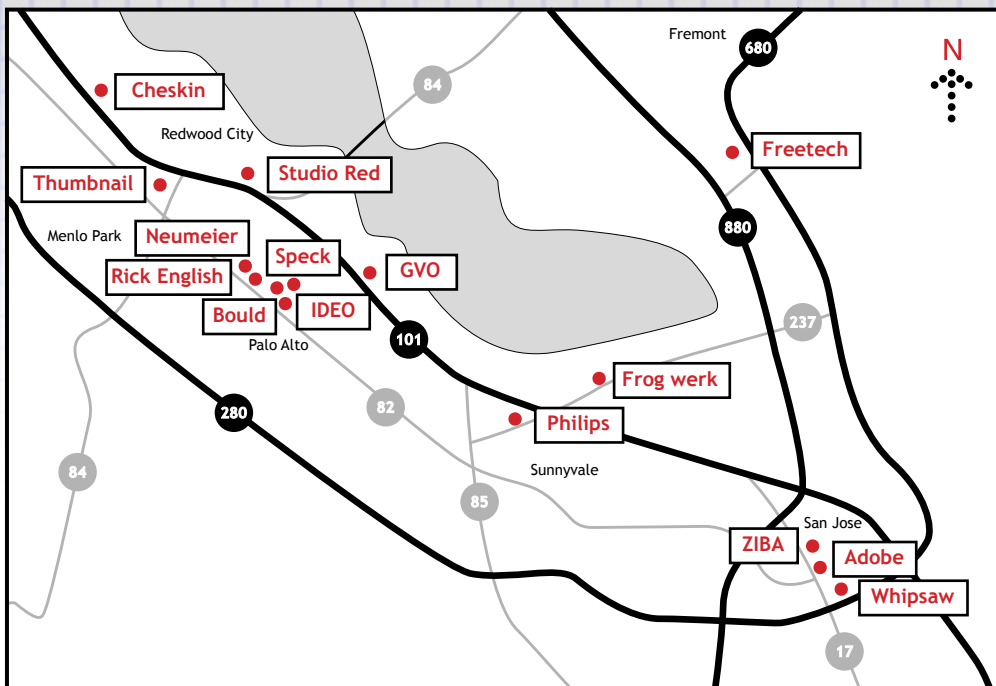 Fremont
680
N
84
Cheskin
Redwood City
Freetech
Studio Red
Thumbnail
880
Menlo Park
Neumeier
Speck
Rick English
GVO
Bould
IDEO
237
101
Palo Alto
Frog werk
82
280
Philips
Sunnyvale
84
85
San Jose
ZIBA
Adobe
Whipsaw
17